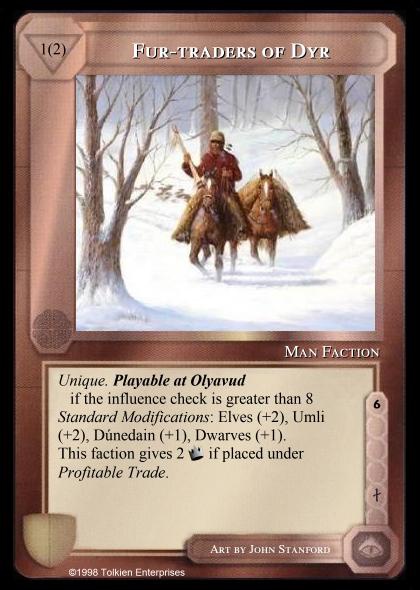 1(2)
Fur-traders of Dyr
Man Faction
Unique. Playable at Olyavud
if the influence check is greater than 8
Standard Modifications: Elves (+2), Umli
(+2), Dúnedain (+1), Dwarves (+1).
This faction gives 2 if placed under
Profitable Trade.
6
Art by John Stanford
©1998 Tolkien Enterprises